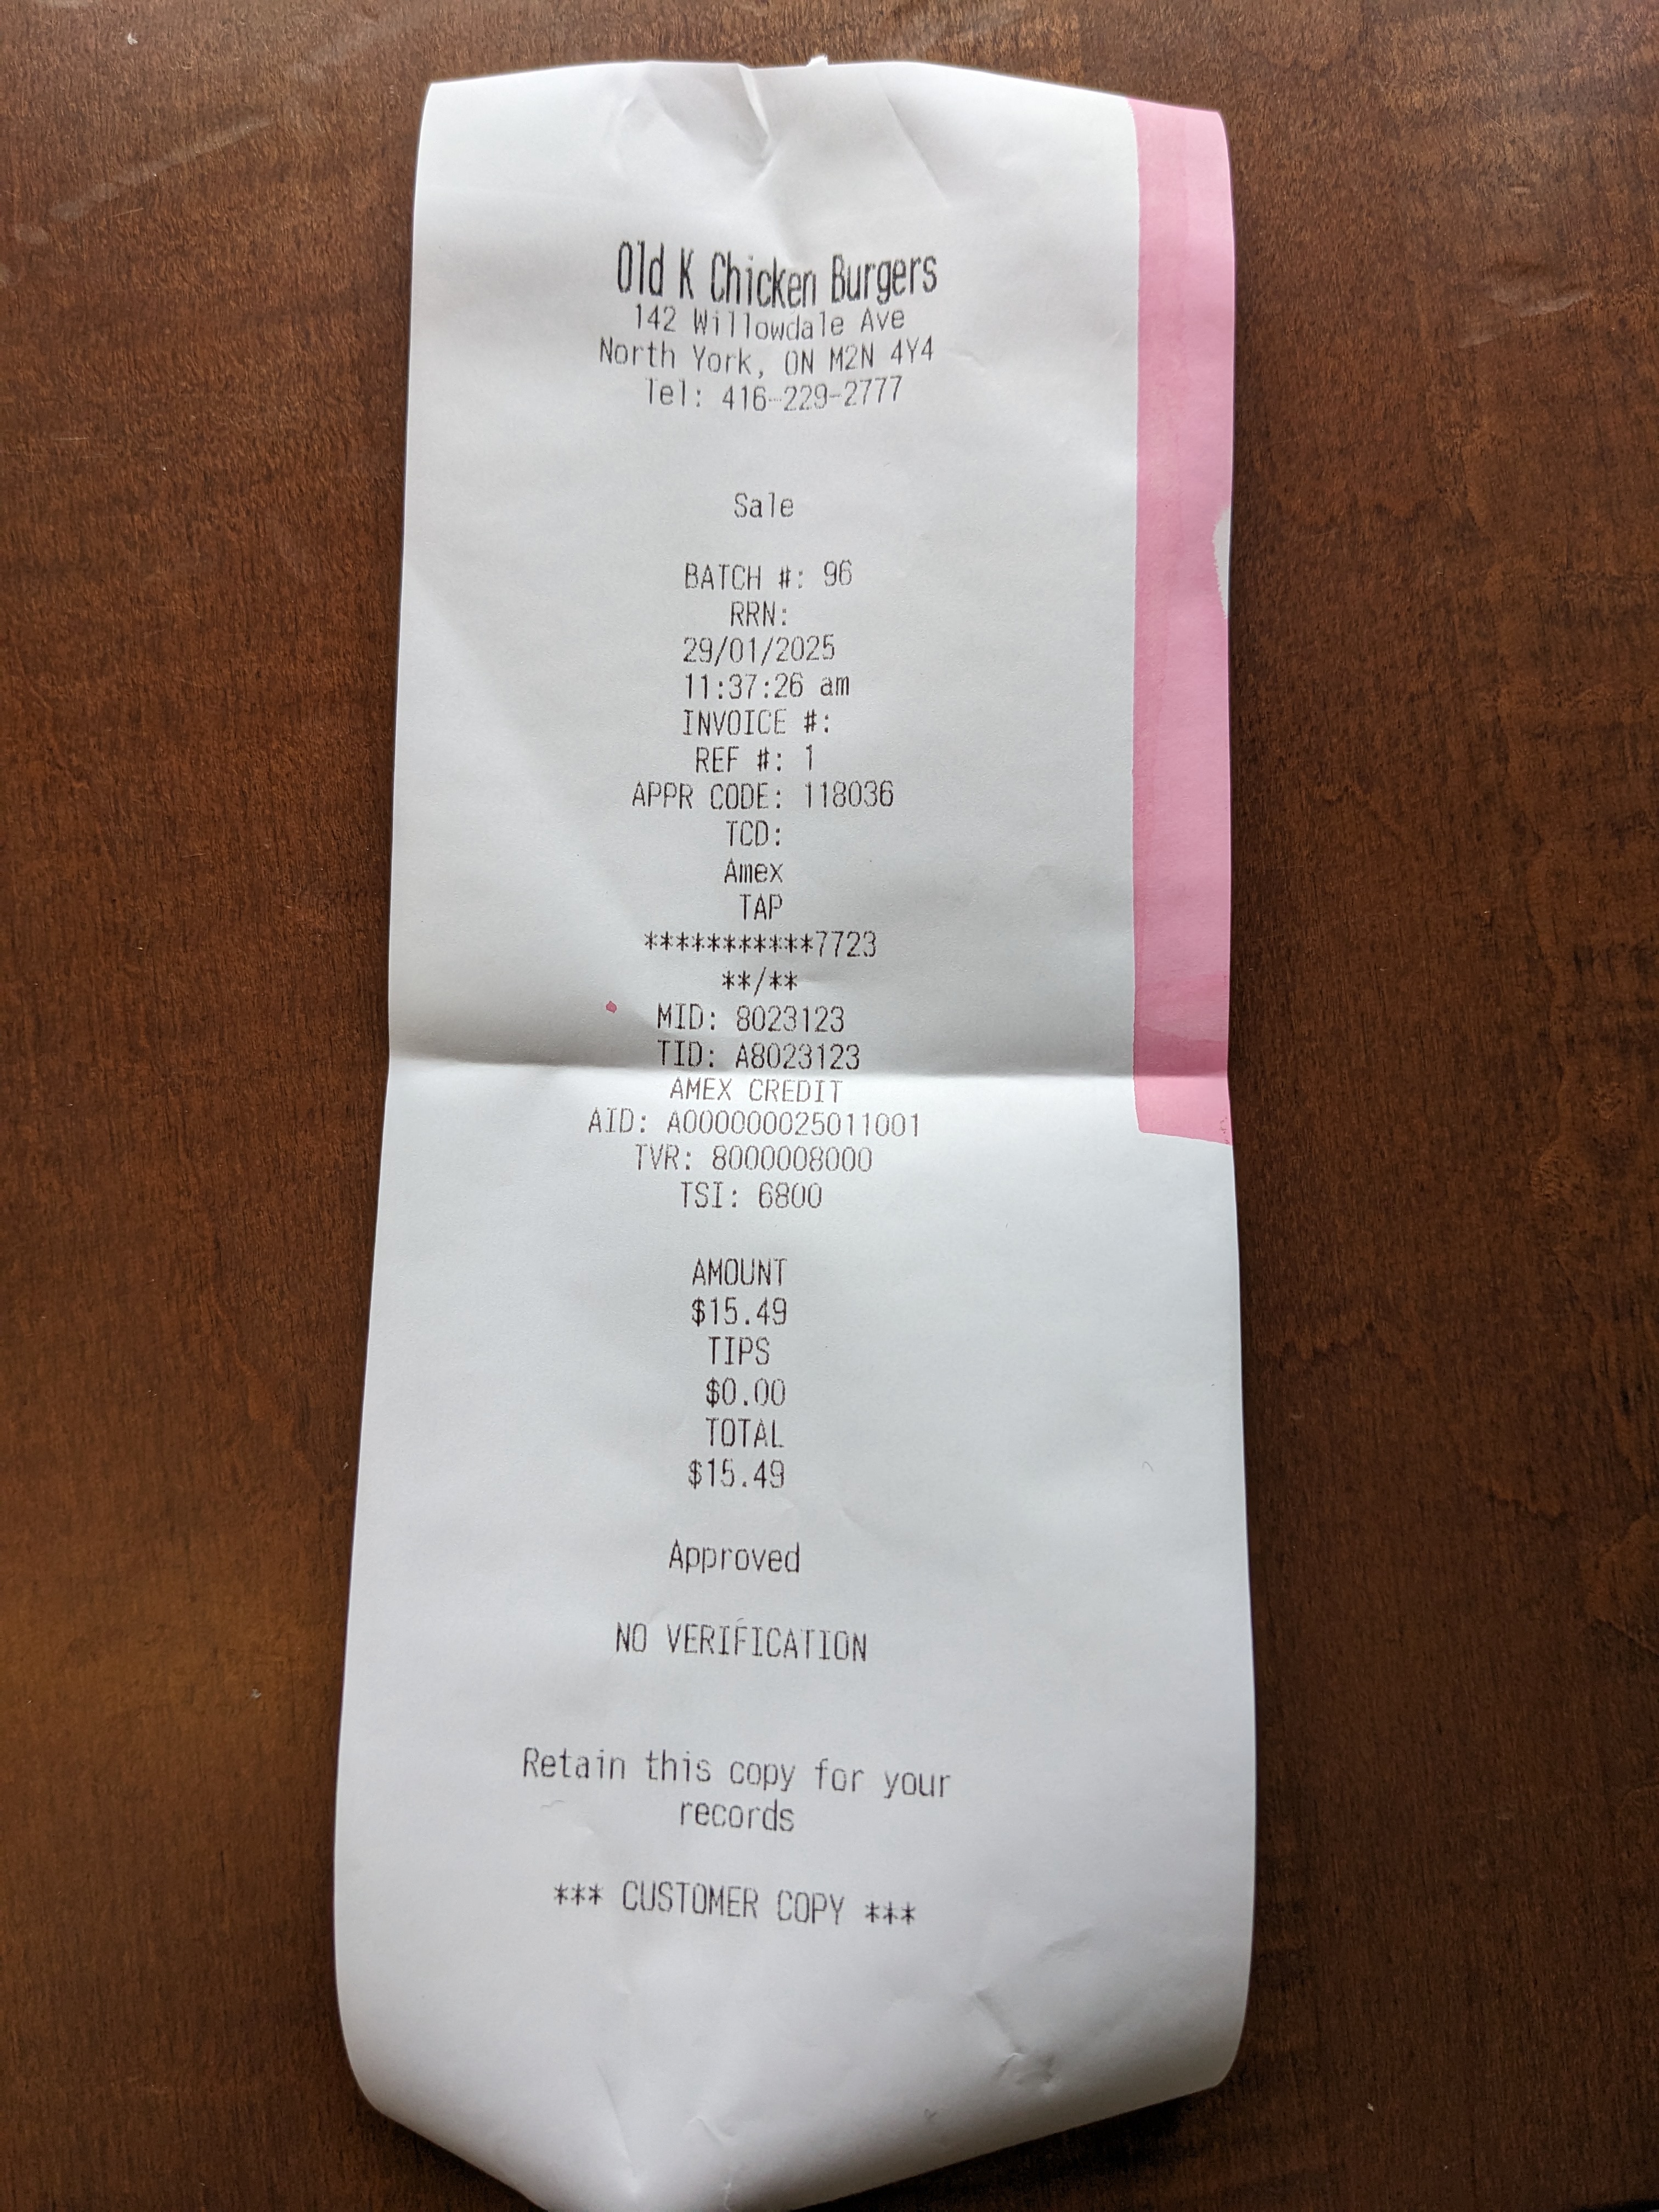 Old K Chicken Burgers
142 Willowdale Ave
North York, ON M2N 4Y4
Tel: 416-229-2777
Sale
BATCH #: 96
RRN:
29/01/2025
11:37:26 am
INVOICE #:
REF #: 1
APPR CODE: 118036
TCD:
Amex
TAP
***********7723
**/**
MID: 8023123
TID: A8023123
AMEX CREDIT
AID: A000000025011001
TVR: 8000008000
TSI: 6800
AMOUNT
$15.49
TIPS
$0.00
TOTAL
$15.49
Approved
NO VERIFICATION
Retain this copy for your
records
*** CUSTOMER COPY ***